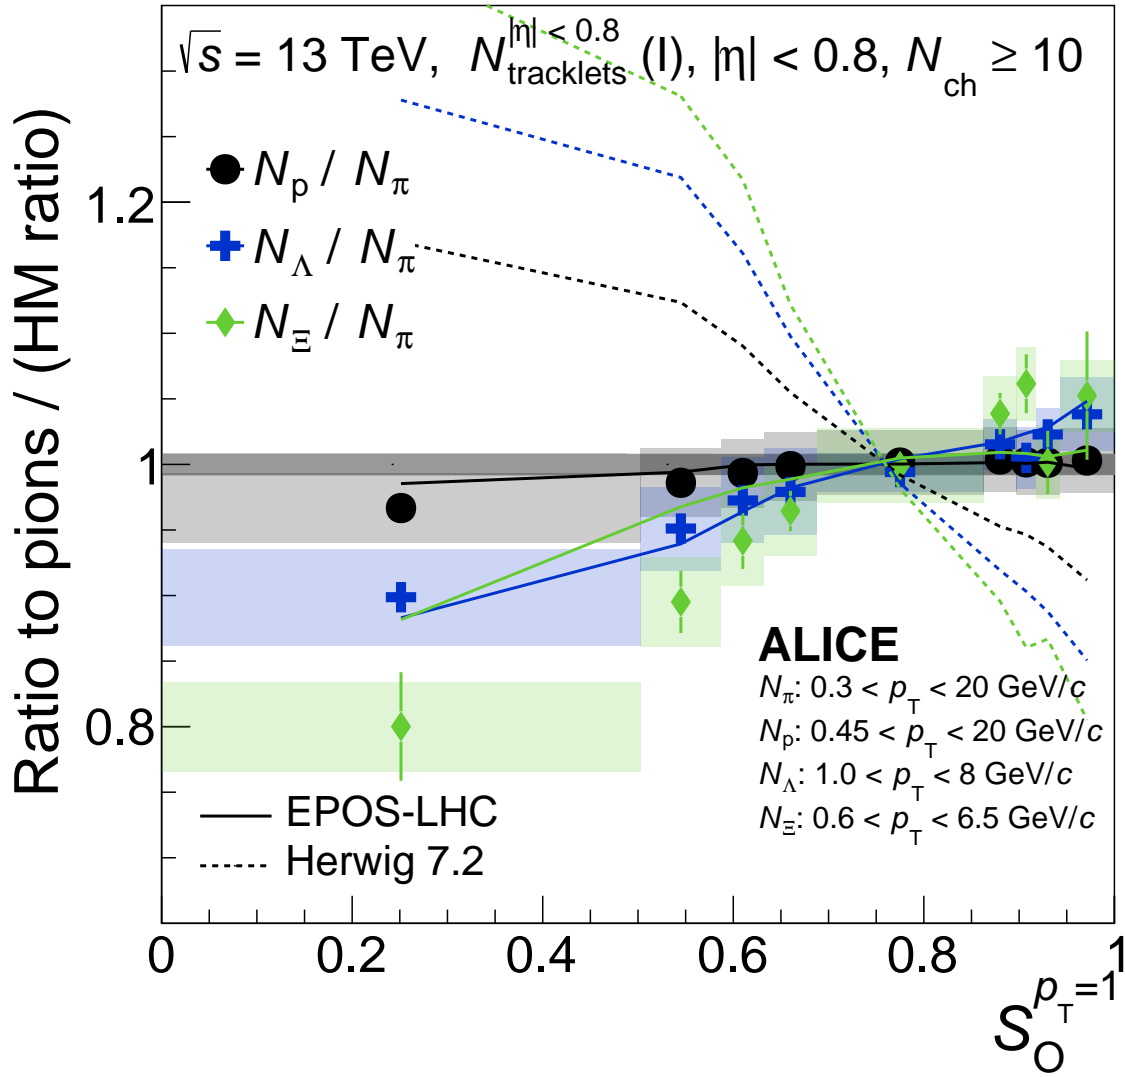 √s = 13 TeV, N_tracklets^|η| < 0.8 (I), |η| < 0.8, N_ch ≥ 10
Ratio to pions / (HM ratio)
N_p / N_π
N_Λ / N_π
N_Ξ / N_π
1.2
1
0.8
ALICE
N_π: 0.3 < p_T < 20 GeV/c
N_p: 0.45 < p_T < 20 GeV/c
N_Λ: 1.0 < p_T < 8 GeV/c
N_Ξ: 0.6 < p_T < 6.5 GeV/c
EPOS-LHC
Herwig 7.2
0 0.2 0.4 0.6 0.8 1
S_O^p_T=1